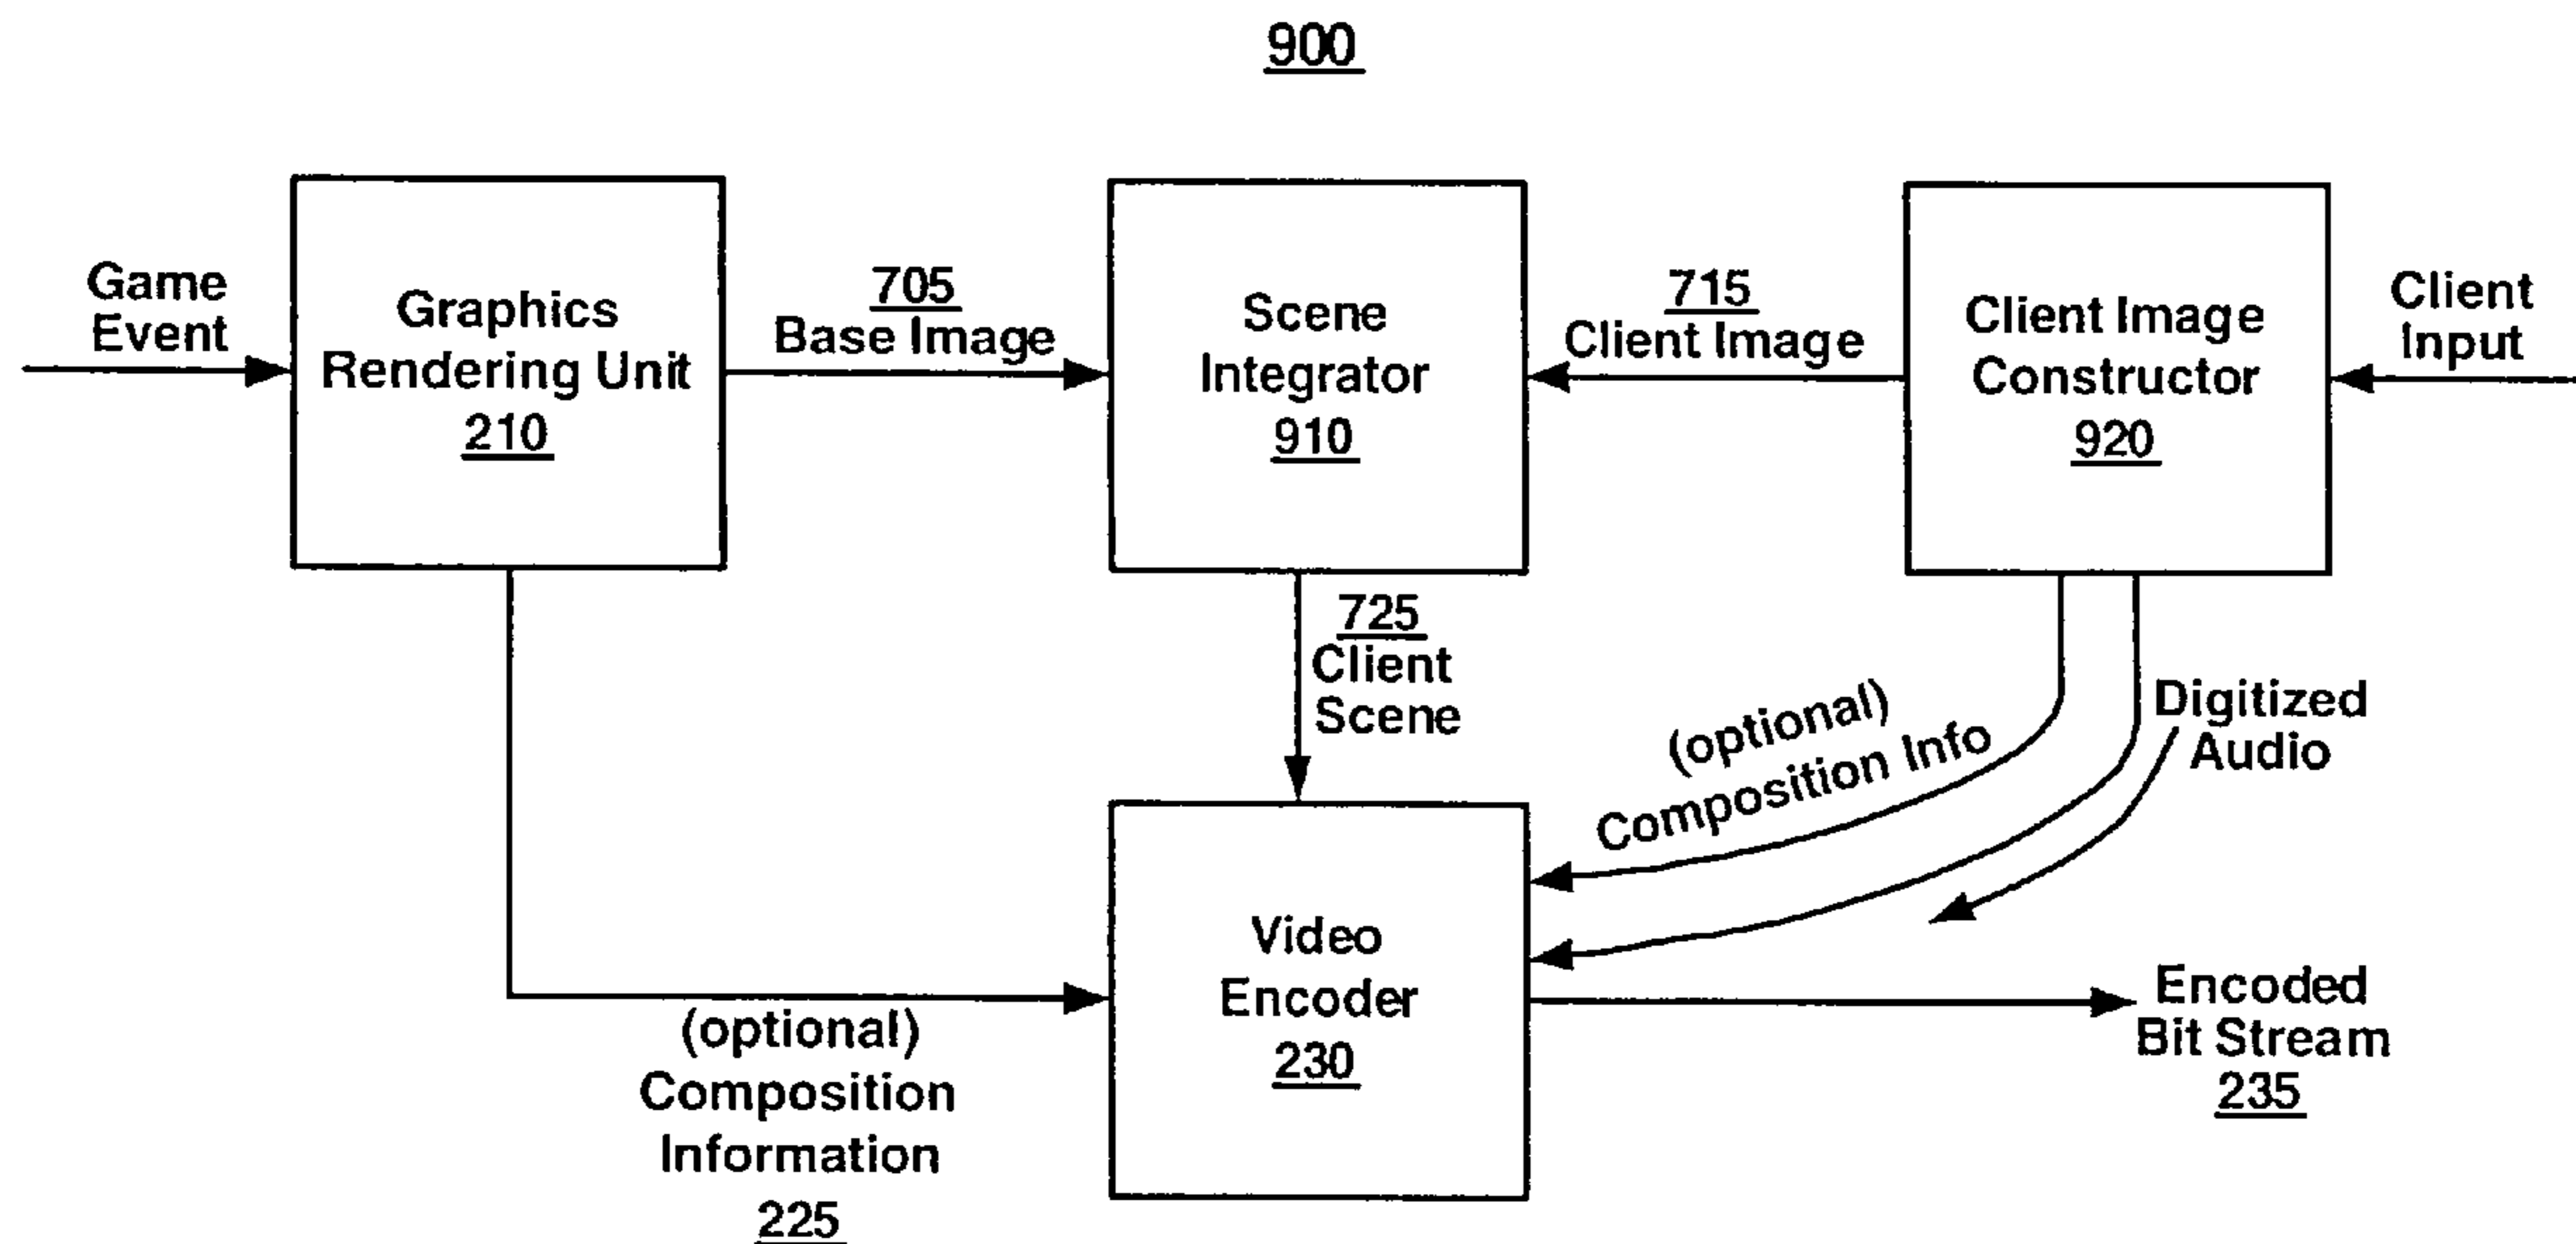 900
Game
Event
Graphics
Rendering Unit
210
705
Base Image
Scene
Integrator
910
715
Client Image
Client Image
Constructor
920
Client
Input
725
Client
Scene
(optional)
Composition Info
Digitized
Audio
(optional)
Composition
Information
225
Video
Encoder
230
Encoded
Bit Stream
235